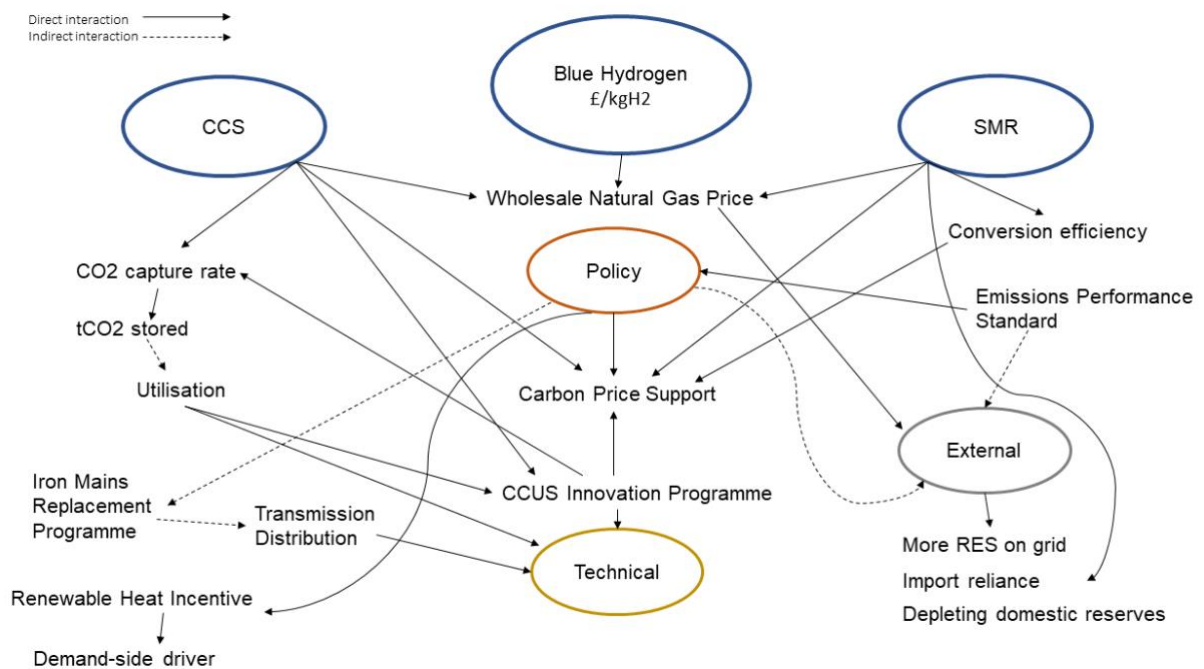 Direct interaction
Indirect interaction
Blue Hydrogen
£/kgH2
CCS
SMR
Wholesale Natural Gas Price
Conversion efficiency
CO2 capture rate
Policy
Emissions Performance
Standard
tCO2 stored
Utilisation
Carbon Price Support
External
Iron Mains
Replacement
Programme
CCUS Innovation Programme
Transmission
Distribution
More RES on grid
Technical
Import reliance
Renewable Heat Incentive
Depleting domestic reserves
Demand-side driver